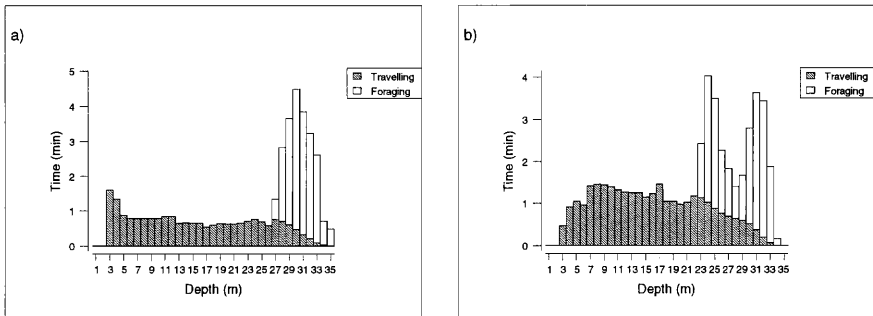 a)
Travelling
Foraging
Time (min)
5
4
3
2
1
0
1 3 5 7 9 11 13 15 17 19 21 23 25 27 29 31 33 35
Depth (m)
b)
Travelling
Foraging
Time (min)
4
3
2
1
0
1 3 5 7 9 11 13 15 17 19 21 23 25 27 29 31 33 35
Depth (m)